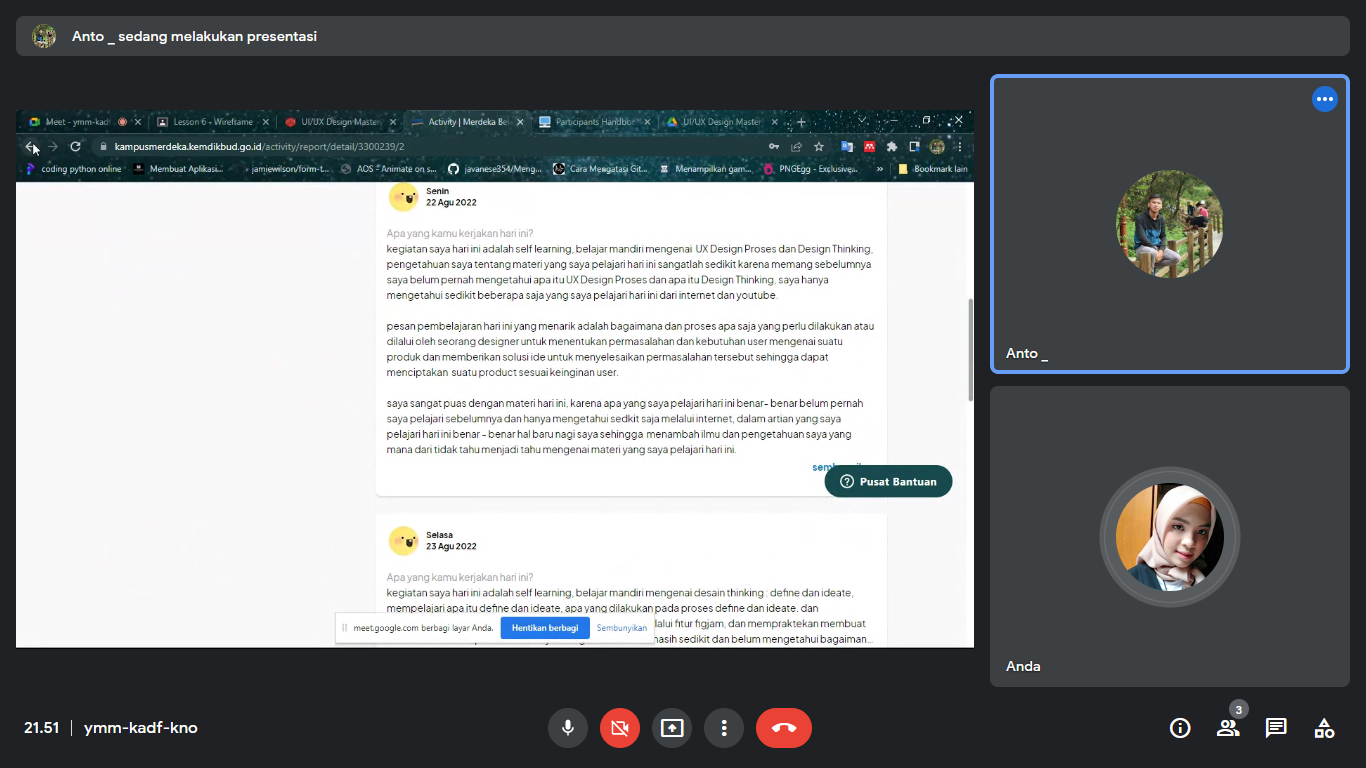 Anto _ sedang melakukan presentasi
Meet - ymm-kadf
Lesson 6 - Wireframe
UI/UX Design Master
Activity | Merdeka Be
Participants Handbook
UI/UX Design Master
kampusmerdeka.kemdikbud.go.id/activity/report/detail/3300239/2
coding python online
Membuat Aplikasi...
jamiewilson/form-t...
AOS - Animate on s...
javanese354/Meng...
Cara Mengatasi Git...
Menampilkan gam...
PNGEgg - Exclusive...
»
Bookmark lain
Senin
22 Agu 2022
Apa yang kamu kerjakan hari ini?
kegiatan saya hari ini adalah self learning, belajar mandiri mengenai UX Design Proses dan Design Thinking,
pengetahuan saya tentang materi yang saya pelajari hari ini sangatlah sedikit karena memang sebelumnya
saya belum pernah mengetahui apa itu UX Design Proses dan apa itu Design Thinking, saya hanya
mengetahui sedikit beberapa saja yang saya pelajari hari ini dari internet dan youtube.
pesan pembelajaran hari ini yang menarik adalah bagaimana dan proses apa saja yang perlu dilakukan atau
dilalui oleh seorang designer untuk menentukan permasalahan dan kebutuhan user mengenai suatu
produk dan memberikan solusi ide untuk menyelesaikan permasalahan tersebut sehingga dapat
menciptakan suatu product sesuai keinginan user.
saya sangat puas dengan materi hari ini, karena apa yang saya pelajari hari ini benar- benar belum pernah
saya pelajari sebelumnya dan hanya mengetahui sedkit saja melalui internet, dalam artian yang saya
pelajari hari ini benar - benar hal baru nagi saya sehingga menambah ilmu dan pengetahuan saya yang
mana dari tidak tahu menjadi tahu mengenai materi yang saya pelajari hari ini.
Pusat Bantuan
Selasa
23 Agu 2022
Apa yang kamu kerjakan hari ini?
kegiatan saya hari ini adalah self learning, belajar mandiri mengenai desain thinking : define dan ideate,
mempelajari apa itu define dan ideate, apa yang dilakukan pada proses define dan ideate. dan
lalui fitur figjam, dan mempraktekan membuat
masih sedikit dan belum mengetahui bagaiman...
meet.google.com berbagi layar Anda.
Hentikan berbagi
Sembunyikan
Anto _
Anda
21.51 | ymm-kadf-kno
3